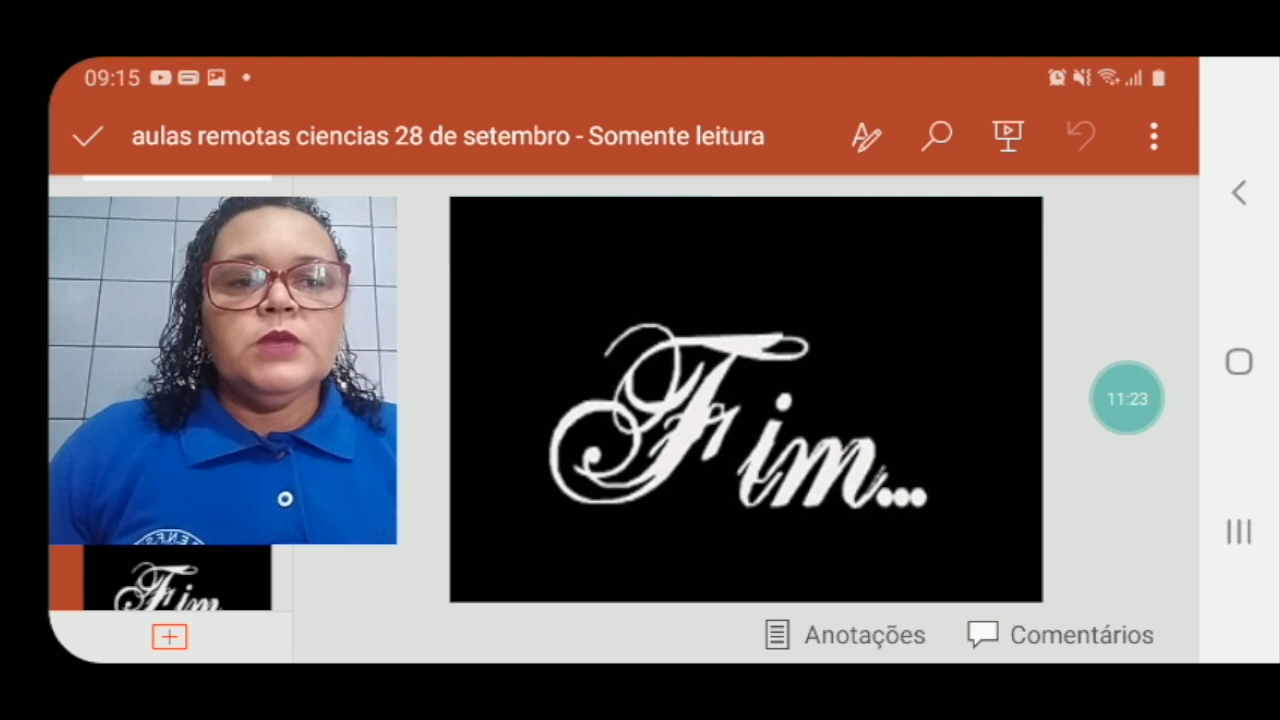 09:15
aulas remotas ciencias 28 de setembro - Somente leitura
Fim...
11:23
Fim
Anotações
Comentários